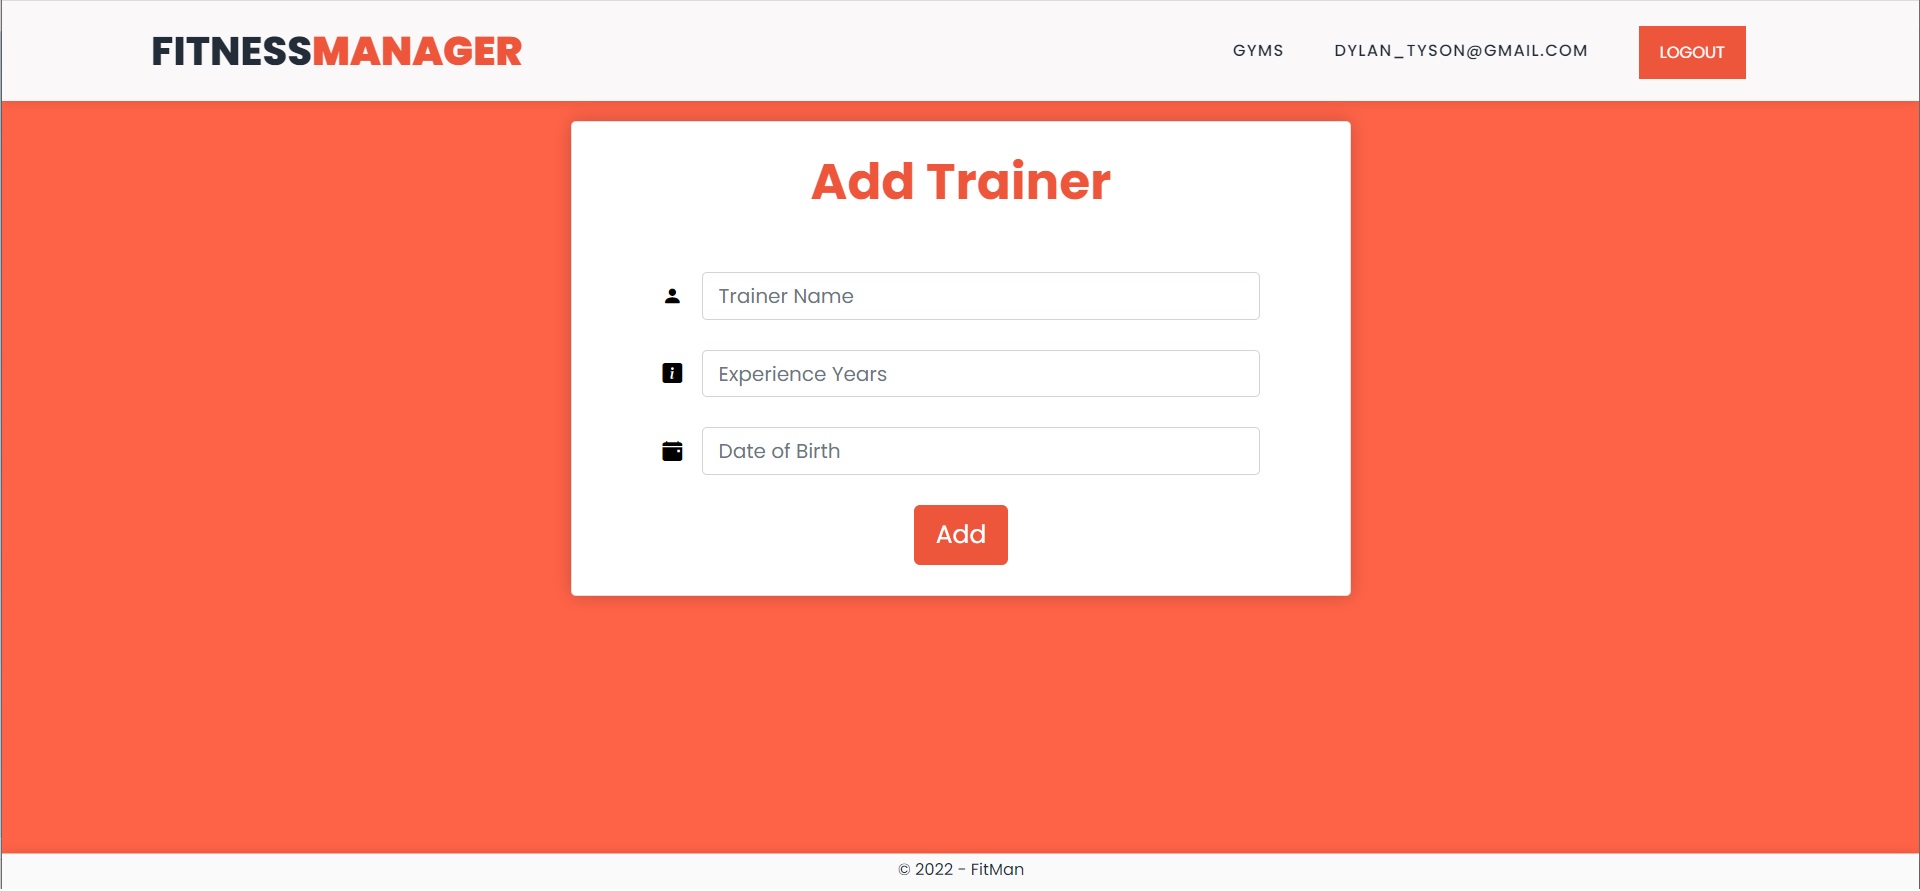 FITNESSMANAGER
GYMS DYLAN_TYSON@GMAIL.COM LOGOUT
Add Trainer
Trainer Name
i
Experience Years
Date of Birth
Add
© 2022 - FitMan